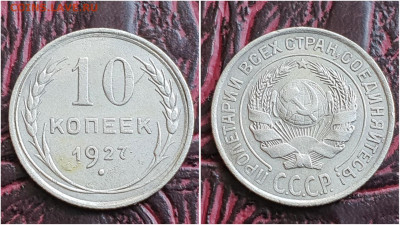 10
КОПЕЕК
1927
ПРОЛЕТАРИИ ВСЕХ СТРАН, СОЕДИНЯЙТЕСЬ!
С.С.С.Р.